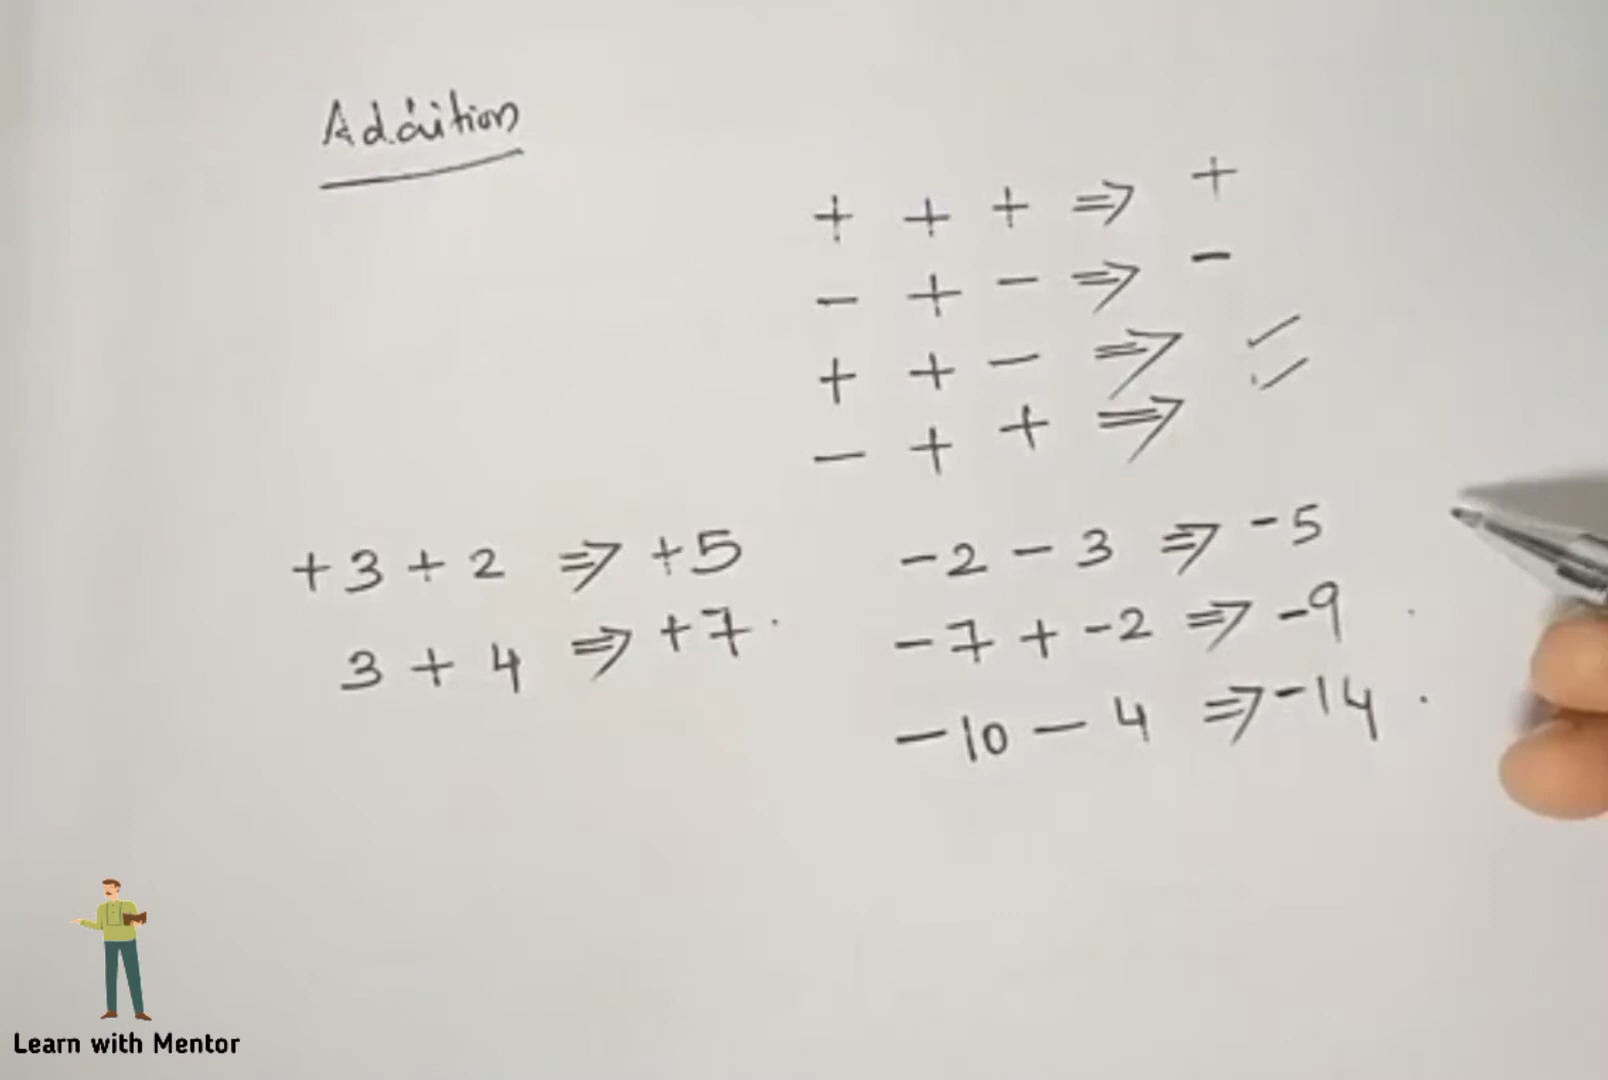 Addition
+ + + ⇒ +
- + - ⇒ -
+ + - ⇒
- + + ⇒
+3 + 2 ⇒ +5
3 + 4 ⇒ +7.
-2 - 3 ⇒ -5
-7 + -2 ⇒ -9
-10 - 4 ⇒ -14
Learn with Mentor